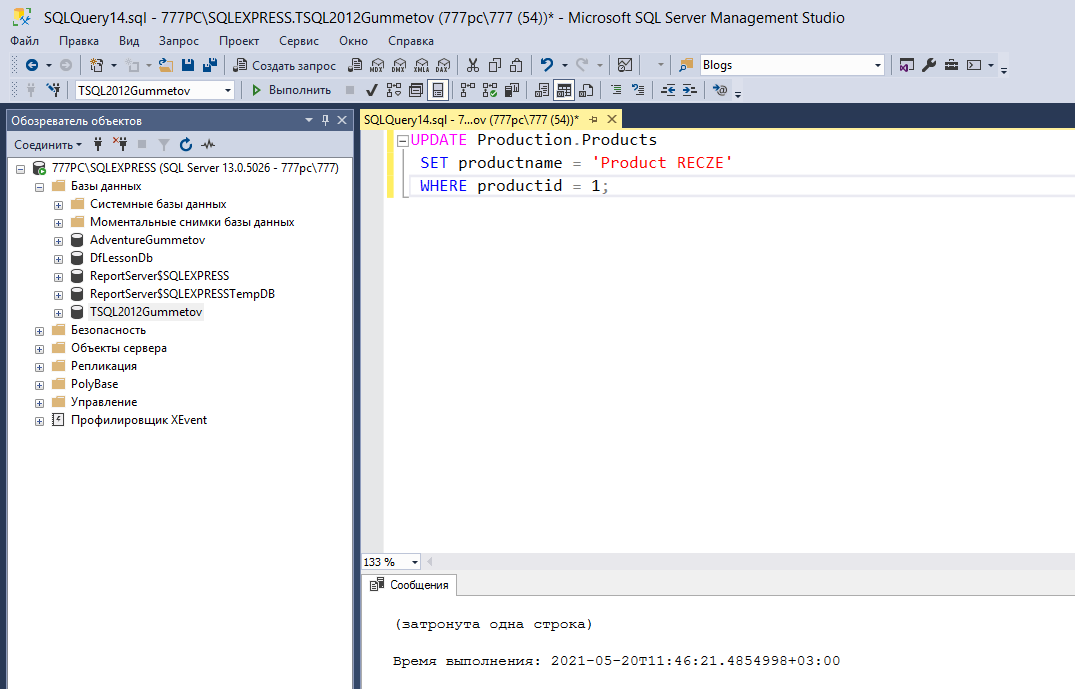 SQLQuery14.sql - 777PC\SQLEXPRESS.TSQL2012Gummetov (777pc\777 (54))* - Microsoft SQL Server Management Studio
Файл Правка Вид Запрос Проект Сервис Окно Справка
Создать запрос MDX DMX XMLA DAX Blogs
TSQL2012Gummetov Выполнить
Обозреватель объектов
Соединить
777PC\SQLEXPRESS (SQL Server 13.0.5026 - 777pc\777)
Базы данных
Системные базы данных
Моментальные снимки базы данных
AdventureGummetov
DfLessonDb
ReportServer$SQLEXPRESS
ReportServer$SQLEXPRESSTempDB
TSQL2012Gummetov
Безопасность
Объекты сервера
Репликация
PolyBase
Управление
Профилировщик XEvent
SQLQuery14.sql - 7...ov (777pc\777 (54))*
UPDATE Production.Products
SET productname = 'Product RECZE'
WHERE productid = 1;
133 %
Сообщения
(затронута одна строка)
Время выполнения: 2021-05-20T11:46:21.4854998+03:00